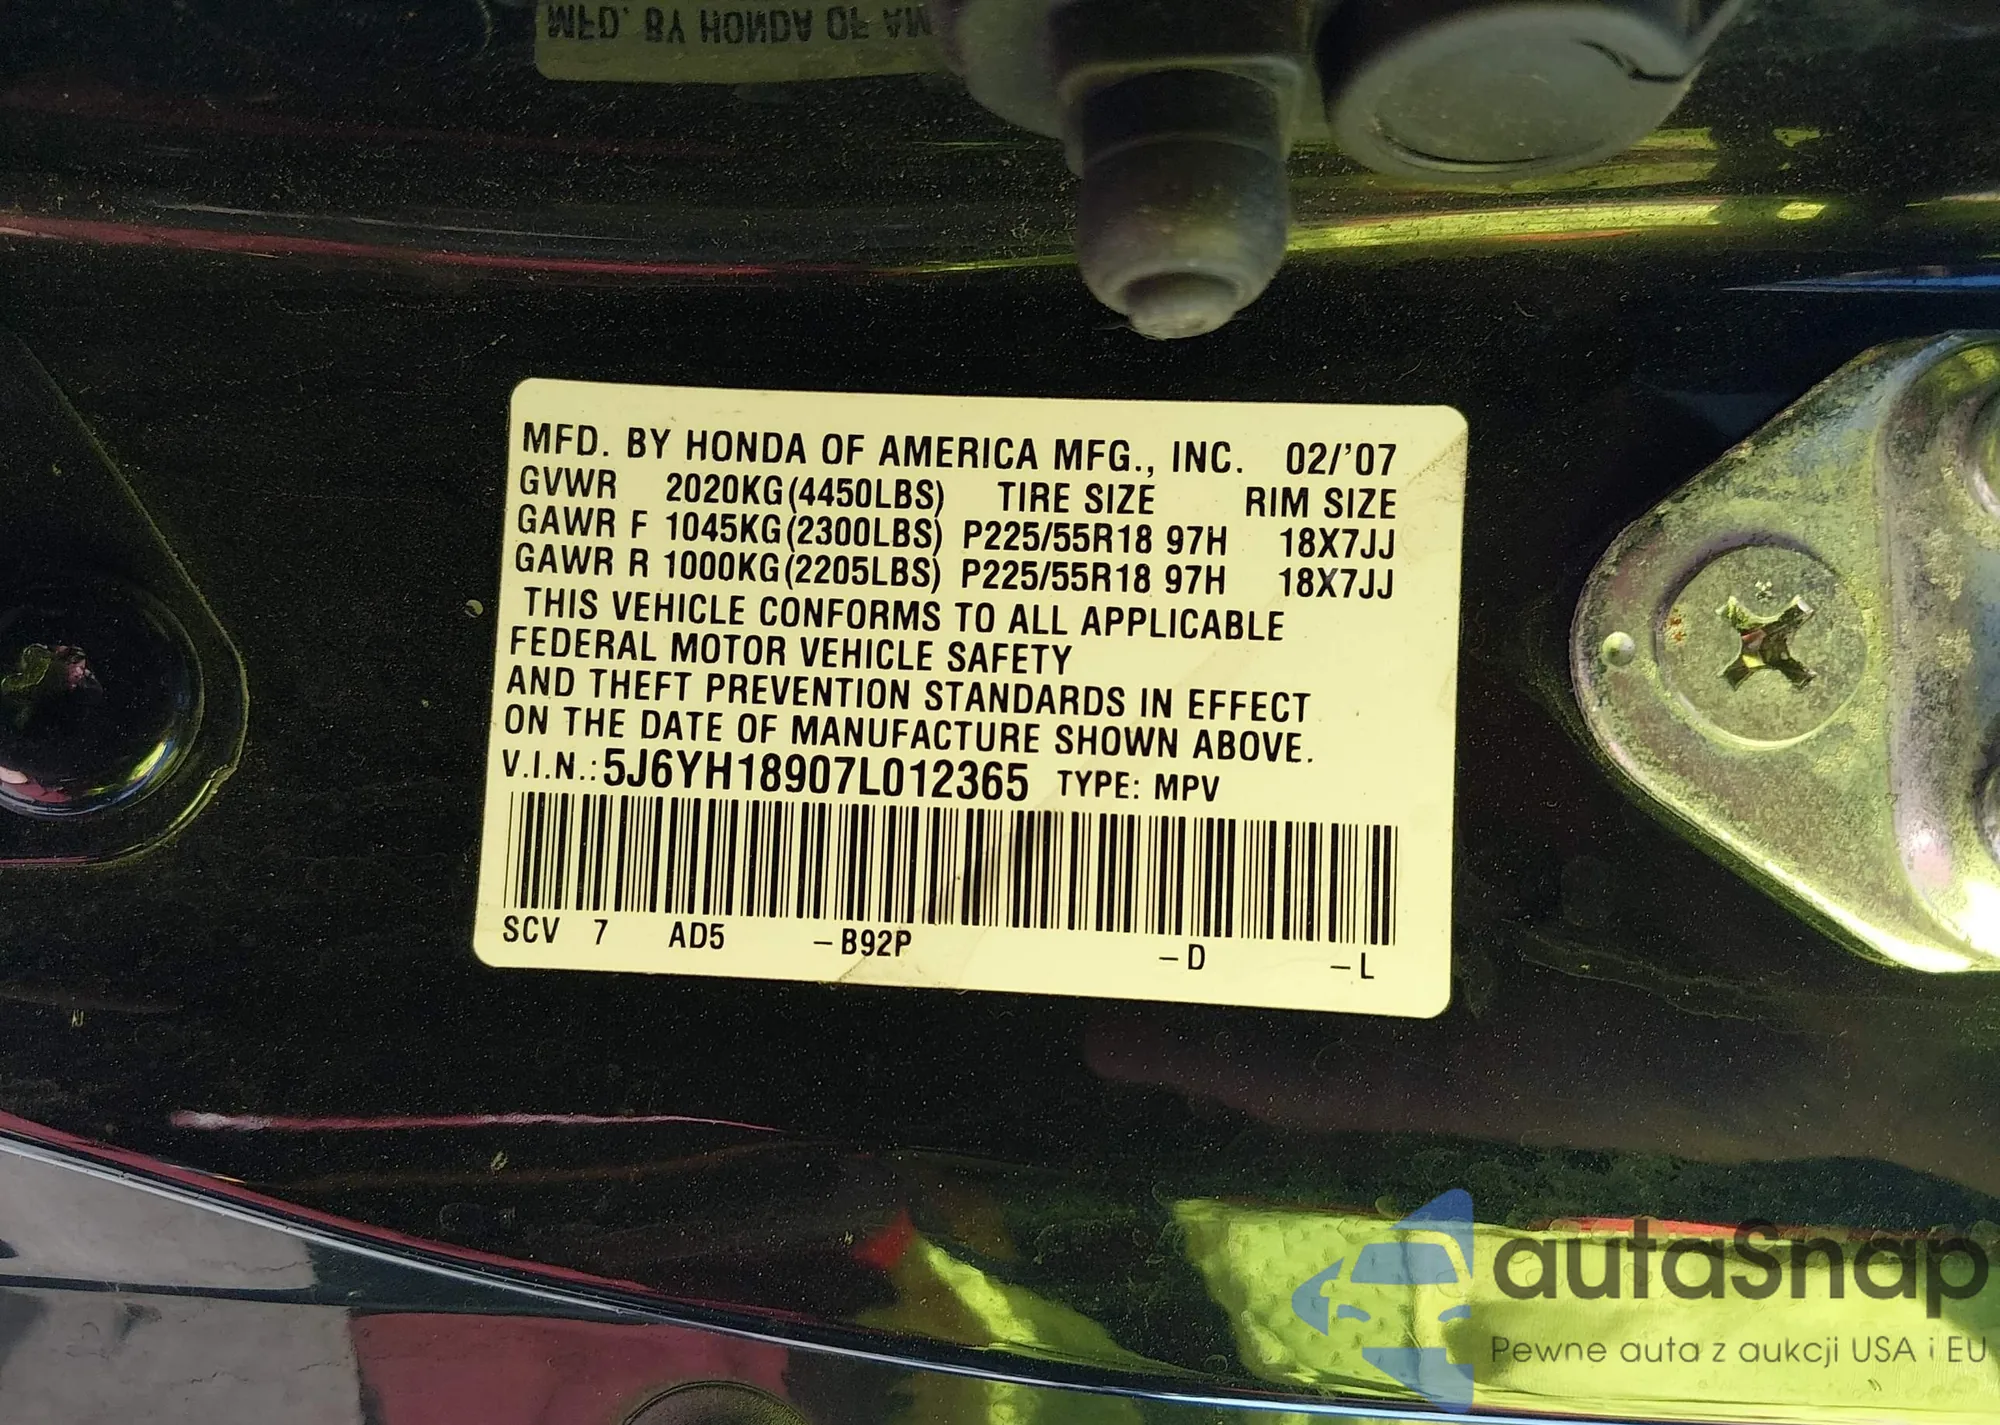 MFD. BY HONDA OF AM
MFD. BY HONDA OF AMERICA MFG., INC. 02/'07
GVWR 2020KG(4450LBS) TIRE SIZE RIM SIZE
GAWR F 1045KG(2300LBS) P225/55R18 97H 18X7JJ
GAWR R 1000KG(2205LBS) P225/55R18 97H 18X7JJ
THIS VEHICLE CONFORMS TO ALL APPLICABLE
FEDERAL MOTOR VEHICLE SAFETY
AND THEFT PREVENTION STANDARDS IN EFFECT
ON THE DATE OF MANUFACTURE SHOWN ABOVE.
V.I.N.: 5J6YH18907L012365 TYPE: MPV
SCV 7 AD5 -B92P -D -L
autaSnap
Pewne auta z aukcji USA i EU